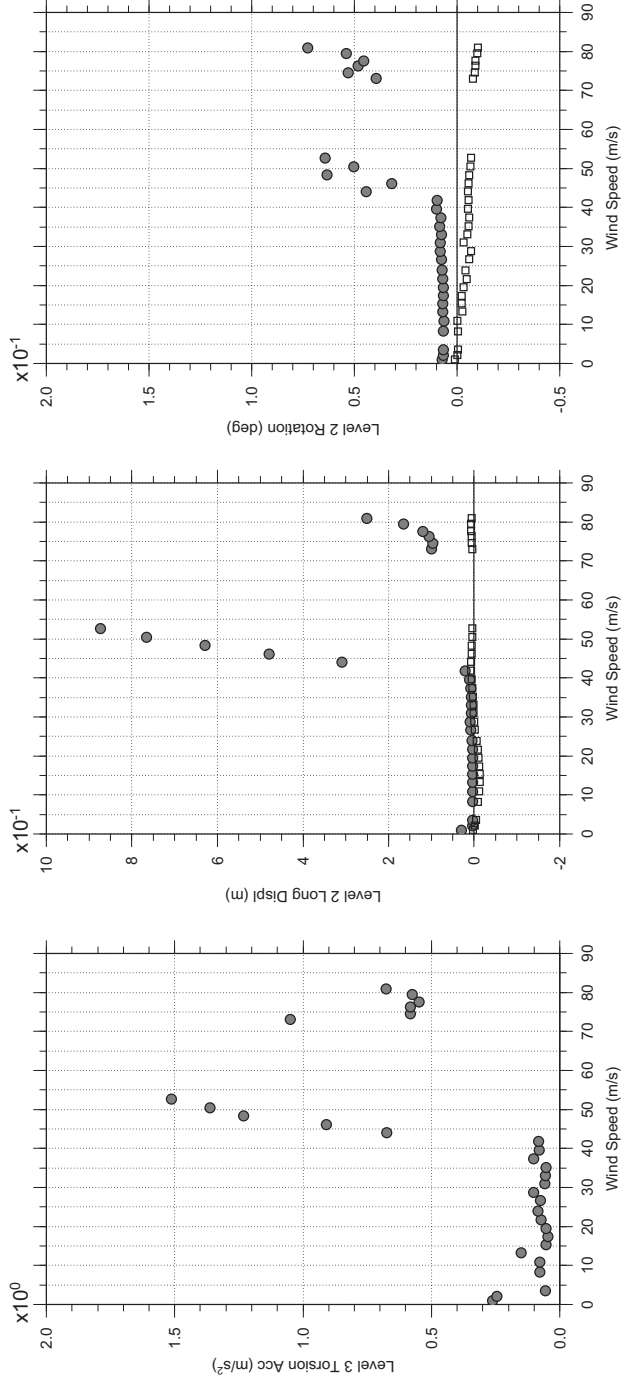 x10⁰
2.0
1.5
1.0
0.5
0.0
Level 3 Torsion Acc (m/s²)
0 10 20 30 40 50 60 70 80 90
Wind Speed (m/s)
x10⁻¹
10
8
6
4
2
0
-2
Level 2 Long Displ (m)
0 10 20 30 40 50 60 70 80 90
Wind Speed (m/s)
x10⁻¹
2.0
1.5
1.0
0.5
0.0
-0.5
Level 2 Rotation (deg)
0 10 20 30 40 50 60 70 80 90
Wind Speed (m/s)